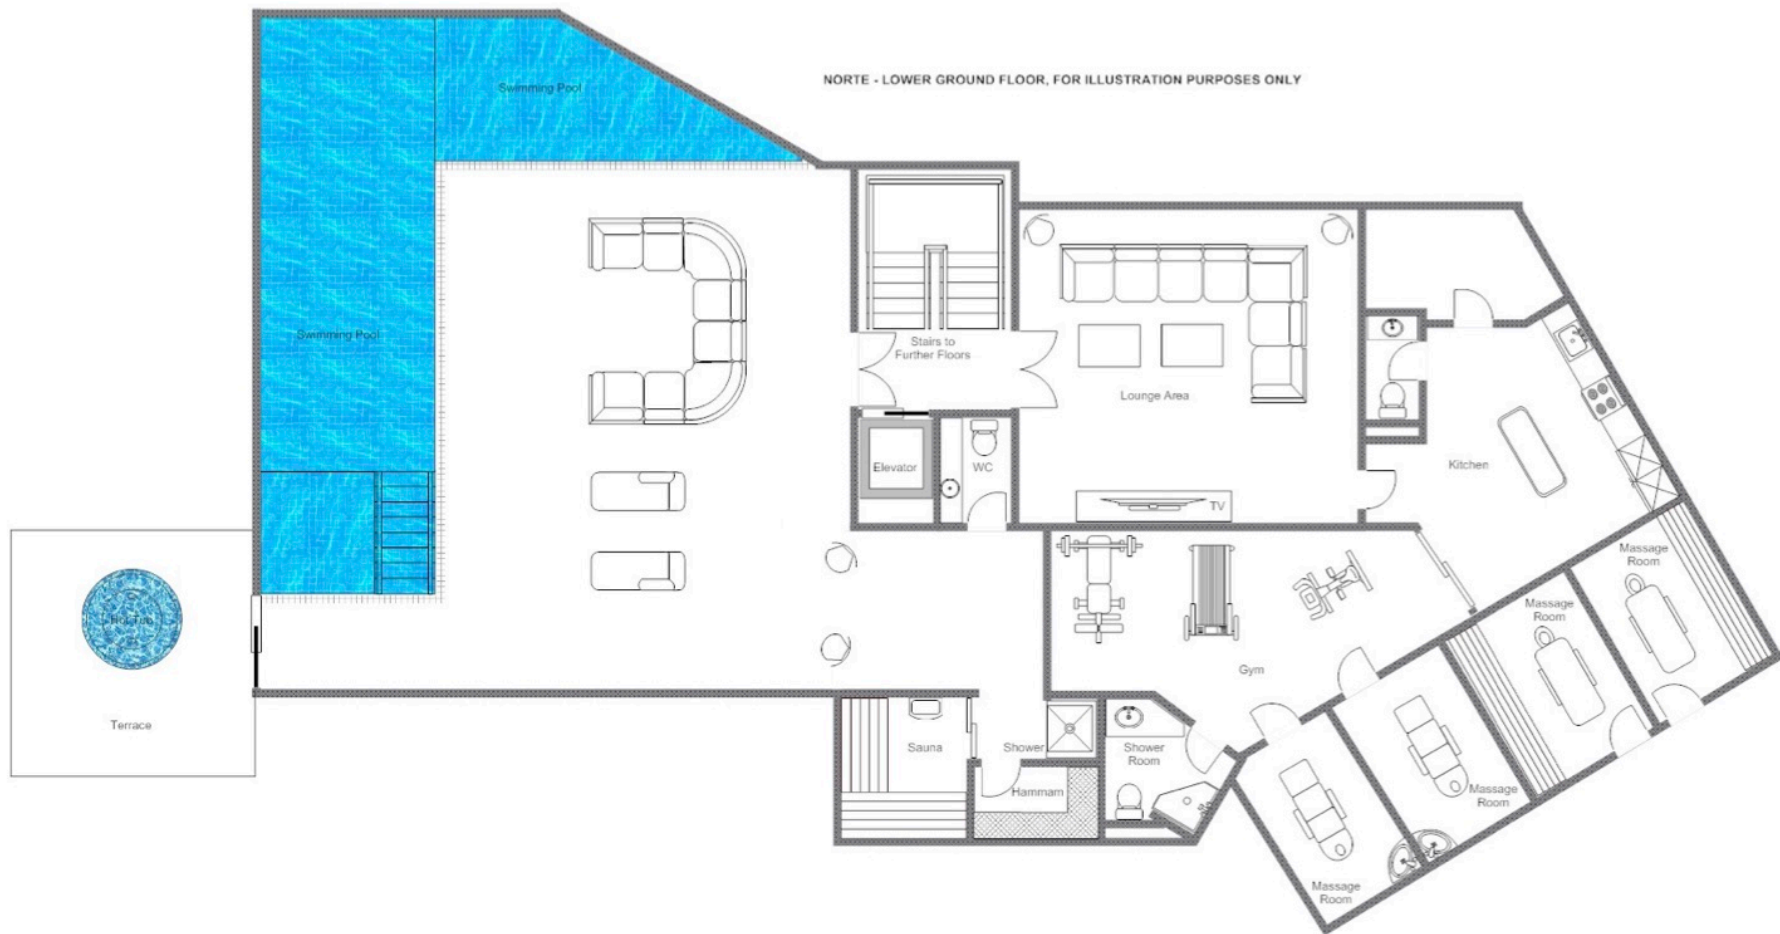 Swimming Pool
NORTE - LOWER GROUND FLOOR, FOR ILLUSTRATION PURPOSES ONLY
Swimming Pool
Stairs to
Further Floors
Lounge Area
Elevator
WC
Kitchen
TV
Massage
Room
Massage
Room
Hot Tub
Gym
Terrace
Sauna
Shower
Shower
Room
Hammam
Massage
Room
Massage
Room